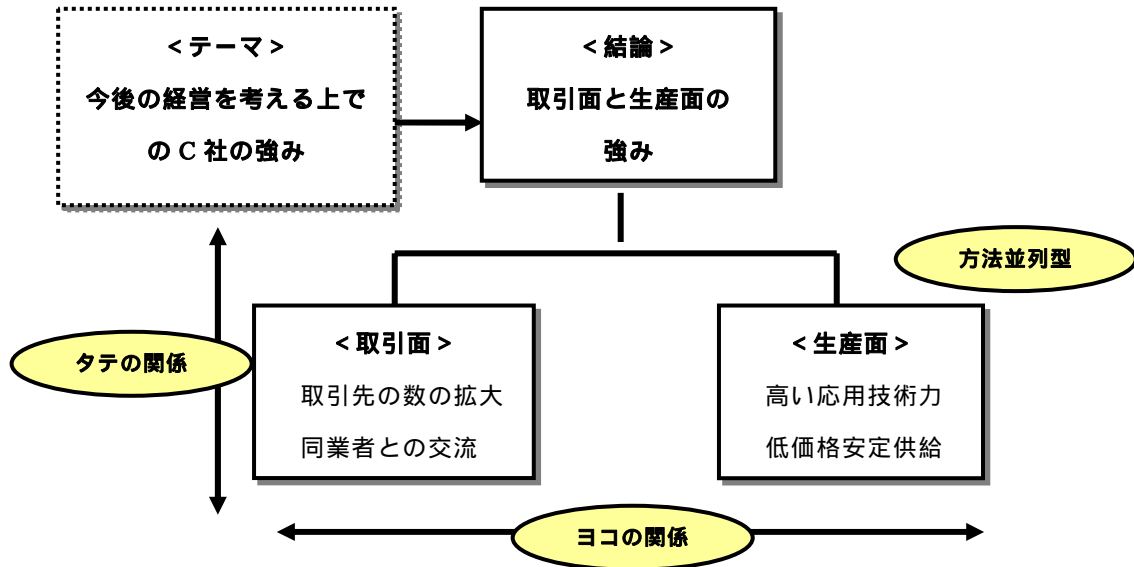 <テーマ>
今後の経営を考える上で
の C 社の強み
<結論>
取引面と生産面の
強み
方法並列型
タテの関係
<取引面>
取引先の数の拡大
同業者との交流
<生産面>
高い応用技術力
低価格安定供給
ヨコの関係